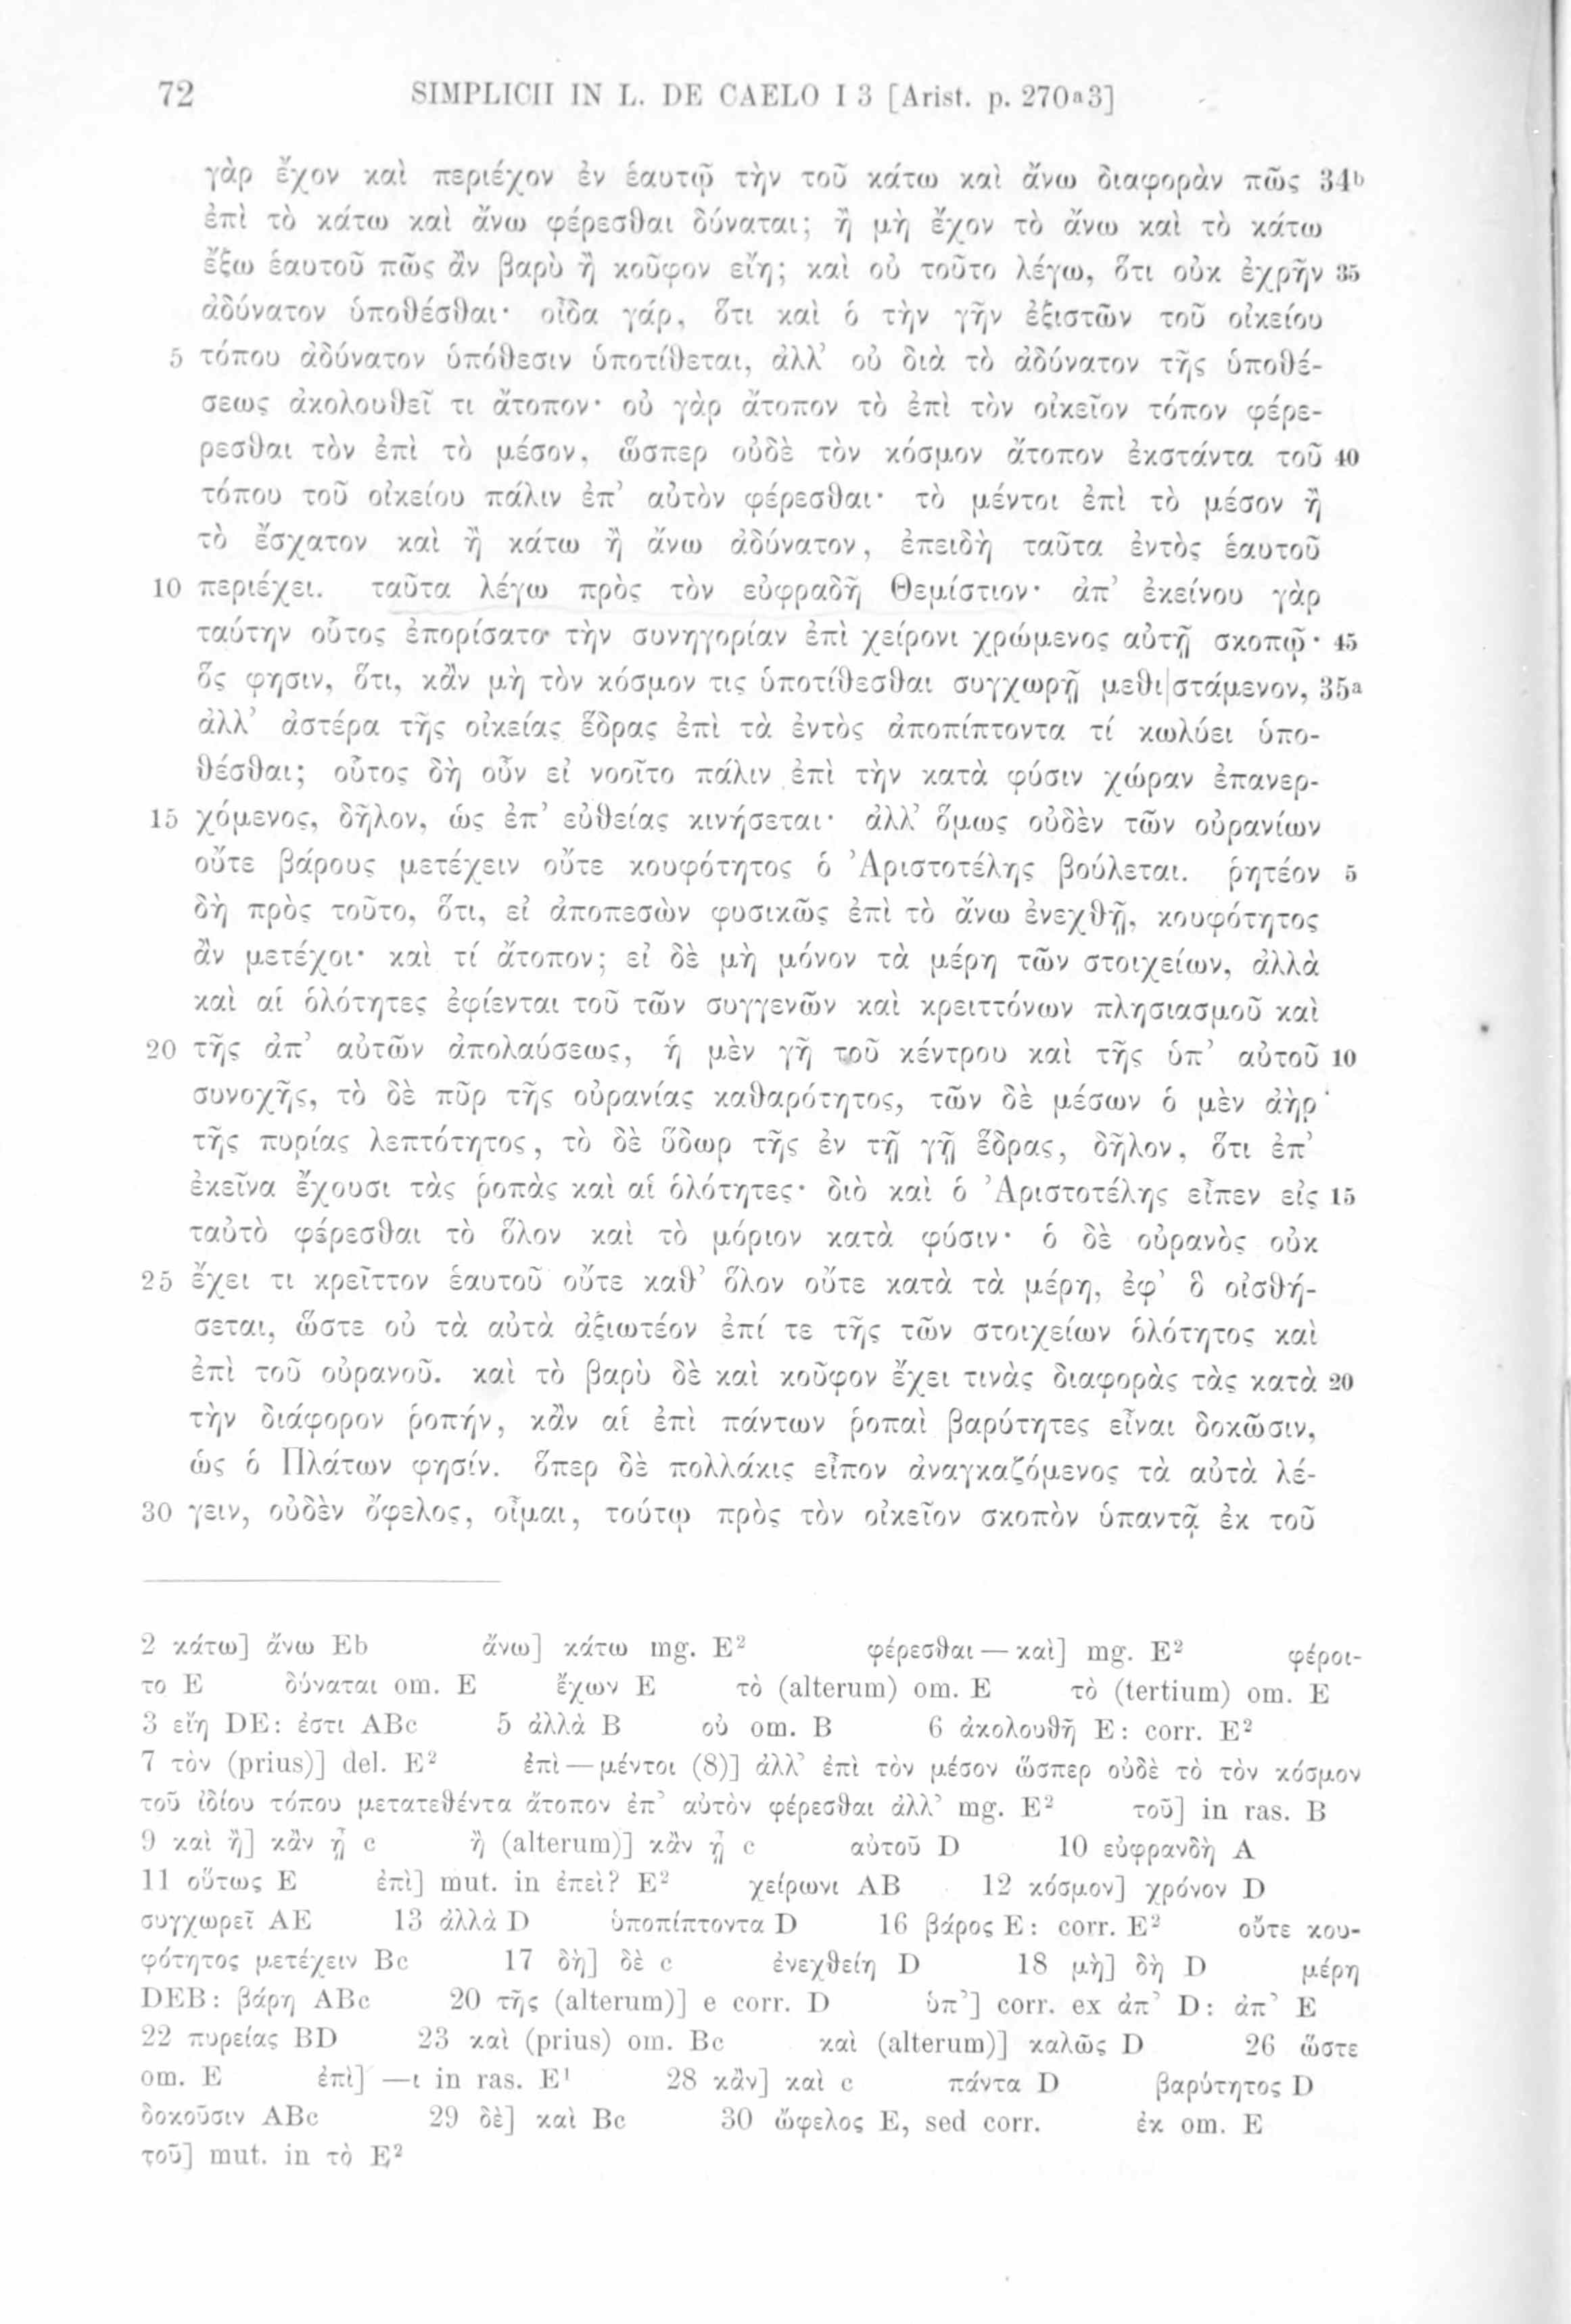 72 SIMPLICII IN L. DE CAELO I 3 [Arist. p. 270ª3]
γὰρ ἔχον καὶ περιέχον ἐν ἑαυτῷ τὴν τοῦ κάτω καὶ ἄνω διαφορὰν πῶς 34ᵇ
ἐπὶ τὸ κάτω καὶ ἄνω φέρεσθαι δύναται; ἢ μὴ ἔχον τὸ ἄνω καὶ τὸ κάτω
ἔξω ἑαυτοῦ πῶς ἂν βαρὺ ἢ κοῦφον εἴη; καὶ οὐ τοῦτο λέγω, ὅτι οὐκ ἐχρῆν 35
ἀδύνατον ὑποθέσθαι· οἶδα γάρ, ὅτι καὶ ὁ τὴν γῆν ἐξιστῶν τοῦ οἰκείου
5 τόπου ἀδύνατον ὑπόθεσιν ὑποτίθεται, ἀλλ’ οὐ διὰ τὸ ἀδύνατον τῆς ὑποθέ-
σεως ἀκολουθεῖ τι ἄτοπον· οὐ γὰρ ἄτοπον τὸ ἐπὶ τὸν οἰκεῖον τόπον φέρε-
ρεσθαι τὸν ἐπὶ τὸ μέσον, ὥσπερ οὐδὲ τὸν κόσμον ἄτοπον ἐκστάντα τοῦ 40
τόπου τοῦ οἰκείου πάλιν ἐπ’ αὐτὸν φέρεσθαι· τὸ μέντοι ἐπὶ τὸ μέσον ἢ
τὸ ἔσχατον καὶ ἢ κάτω ἢ ἄνω ἀδύνατον, ἐπειδὴ ταῦτα ἐντὸς ἑαυτοῦ
10 περιέχει. ταῦτα λέγω πρὸς τὸν εὐφραδῆ Θεμίστιον· ἀπ’ ἐκείνου γὰρ
ταύτην οὗτος ἐπορίσατο τὴν συνηγορίαν ἐπὶ χείρονι χρώμενος αὐτῇ σκοπῷ· 45
ὅς φησιν, ὅτι, κἂν μὴ τὸν κόσμον τις ὑποτίθεσθαι συγχωρῇ μεθι|στάμενον, 35ª
ἀλλ’ ἀστέρα τῆς οἰκείας ἕδρας ἐπὶ τὰ ἐντὸς ἀποπίπτοντα τί κωλύει ὑπο-
θέσθαι; οὗτος δὴ οὖν εἰ νοοῖτο πάλιν ἐπὶ τὴν κατὰ φύσιν χώραν ἐπανερ-
15 χόμενος, δῆλον, ὡς ἐπ’ εὐθείας κινήσεται· ἀλλ’ ὅμως οὐδὲν τῶν οὐρανίων
οὔτε βάρους μετέχειν οὔτε κουφότητος ὁ Ἀριστοτέλης βούλεται. ῥητέον 5
δὴ πρὸς τοῦτο, ὅτι, εἰ ἀποπεσὼν φυσικῶς ἐπὶ τὸ ἄνω ἐνεχθῇ, κουφότητος
ἂν μετέχοι· καὶ τί ἄτοπον; εἰ δὲ μὴ μόνον τὰ μέρη τῶν στοιχείων, ἀλλὰ
καὶ αἱ ὁλότητες ἐφίενται τοῦ τῶν συγγενῶν καὶ κρειττόνων πλησιασμοῦ καὶ
20 τῆς ἀπ’ αὐτῶν ἀπολαύσεως, ἡ μὲν γῆ τοῦ κέντρου καὶ τῆς ὑπ’ αὐτοῦ 10
συνοχῆς, τὸ δὲ πῦρ τῆς οὐρανίας καθαρότητος, τῶν δὲ μέσων ὁ μὲν ἀὴρ
τῆς πυρίας λεπτότητος, τὸ δὲ ὕδωρ τῆς ἐν τῇ γῇ ἕδρας, δῆλον, ὅτι ἐπ’
ἐκεῖνα ἔχουσι τὰς ῥοπὰς καὶ αἱ ὁλότητες· διὸ καὶ ὁ Ἀριστοτέλης εἶπεν εἰς 15
ταὐτὸ φέρεσθαι τὸ ὅλον καὶ τὸ μόριον κατὰ φύσιν· ὁ δὲ οὐρανὸς οὐκ
25 ἔχει τι κρεῖττον ἑαυτοῦ οὔτε καθ’ ὅλον οὔτε κατὰ τὰ μέρη, ἐφ’ ὃ οἰσθή-
σεται, ὥστε οὐ τὰ αὐτὰ ἀξιωτέον ἐπί τε τῆς τῶν στοιχείων ὁλότητος καὶ
ἐπὶ τοῦ οὐρανοῦ. καὶ τὸ βαρὺ δὲ καὶ κοῦφον ἔχει τινὰς διαφορὰς τὰς κατὰ 20
τὴν διάφορον ῥοπήν, κἂν αἱ ἐπὶ πάντων ῥοπαὶ βαρύτητες εἶναι δοκῶσιν,
ὡς ὁ Πλάτων φησίν. ὅπερ δὲ πολλάκις εἶπον ἀναγκαζόμενος τὰ αὐτὰ λέ-
30 γειν, οὐδὲν ὄφελος, οἶμαι, τούτῳ πρὸς τὸν οἰκεῖον σκοπὸν ὑπαντᾷ ἐκ τοῦ
2 κάτω] ἄνω Eb ἄνω] κάτω mg. E² φέρεσθαι — καὶ] mg. E² φέροι-
το E δύναται om. E ἔχων E τὸ (alterum) om. E τὸ (tertium) om. E
3 εἴη DE: ἐστι ABc 5 ἀλλὰ B οὐ om. B 6 ἀκολουθῇ E: corr. E²
7 τὸν (prius)] del. E² ἐπὶ — μέντοι (8)] ἀλλ’ ἐπὶ τὸν μέσον ὥσπερ οὐδὲ τὸ τὸν κόσμον
τοῦ ἰδίου τόπου μετατεθέντα ἄτοπον ἐπ’ αὐτὸν φέρεσθαι ἀλλ’ mg. E² τοῦ] in ras. B
9 καὶ ἢ] κἂν ᾖ c ἢ (alterum)] κἂν ᾖ c αὐτοῦ D 10 εὐφρανδὴ A
11 οὕτως E ἐπὶ] mut. in ἐπεὶ? E² χείρωνι AB 12 κόσμον] χρόνον D
συγχωρεῖ AE 13 ἀλλὰ D ὑποπίπτοντα D 16 βάρος E: corr. E² οὔτε κου-
φότητος μετέχειν Bc 17 δὴ] δὲ c ἐνεχθείη D 18 μὴ] δὴ D μέρη
DEB: βάρη ABc 20 τῆς (alterum)] e corr. D ὑπ’] corr. ex ἀπ’ D: ἀπ’ E
22 πυρείας BD 23 καὶ (prius) om. Bc καὶ (alterum)] καλῶς D 26 ὥστε
om. E ἐπὶ] —ι in ras. E¹ 28 κἂν] καὶ c πάντα D βαρύτητος D
δοκοῦσιν ABc 29 δὲ] καὶ Bc 30 ὤφελος E, sed corr. ἐκ om. E
τοῦ] mut. in τὸ E²